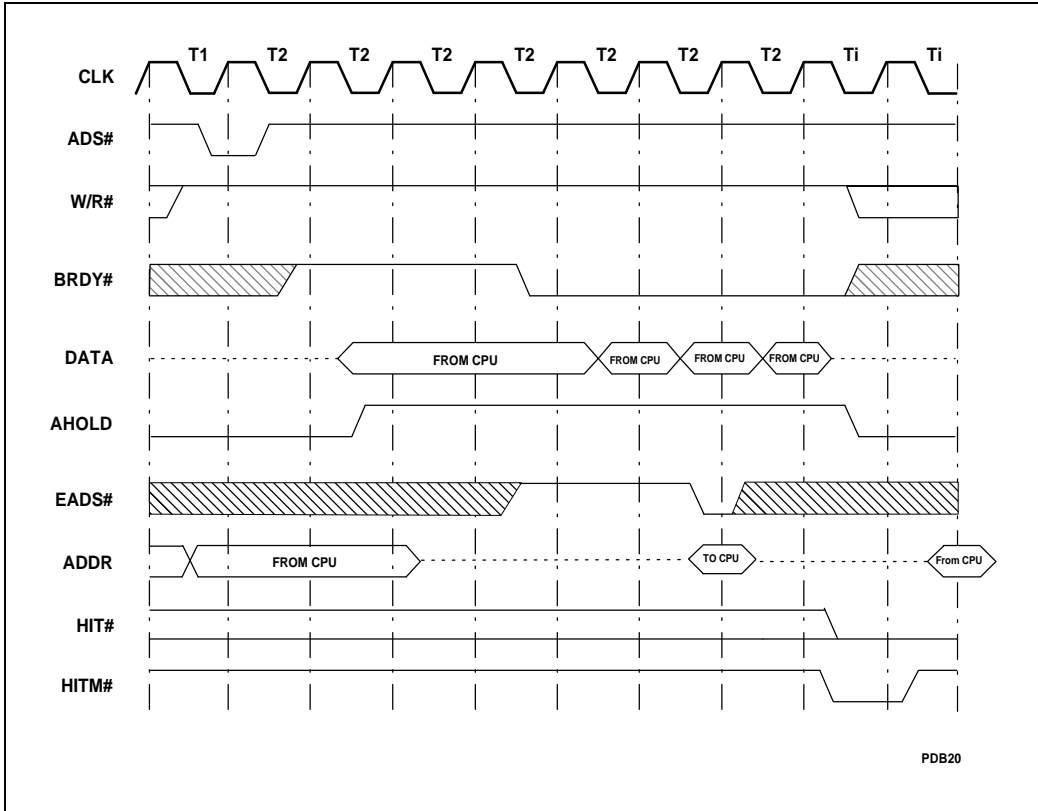 T1 T2 T2 T2 T2 T2 T2 T2 Ti Ti
CLK
ADS#
W/R#
BRDY#
DATA FROM CPU FROM CPU FROM CPU FROM CPU
AHOLD
EADS#
ADDR FROM CPU TO CPU From CPU
HIT#
HITM#
PDB20